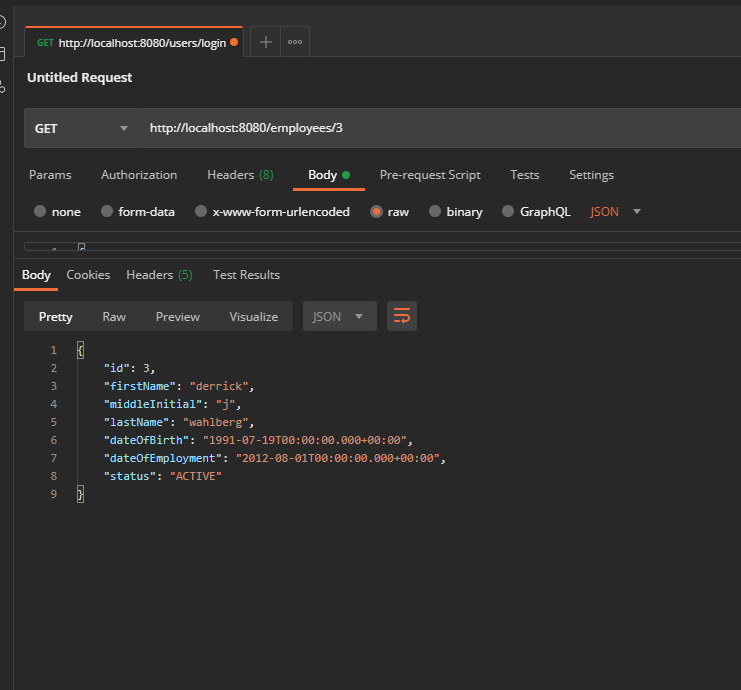 GET http://localhost:8080/users/login
Untitled Request
GET http://localhost:8080/employees/3
Params Authorization Headers (8) Body Pre-request Script Tests Settings
none form-data x-www-form-urlencoded raw binary GraphQL JSON
Body Cookies Headers (5) Test Results
Pretty Raw Preview Visualize JSON
1 {
2 "id": 3,
3 "firstName": "derrick",
4 "middleInitial": "j",
5 "lastName": "wahlberg",
6 "dateOfBirth": "1991-07-19T00:00:00.000+00:00",
7 "dateOfEmployment": "2012-08-01T00:00:00.000+00:00",
8 "status": "ACTIVE"
9 }